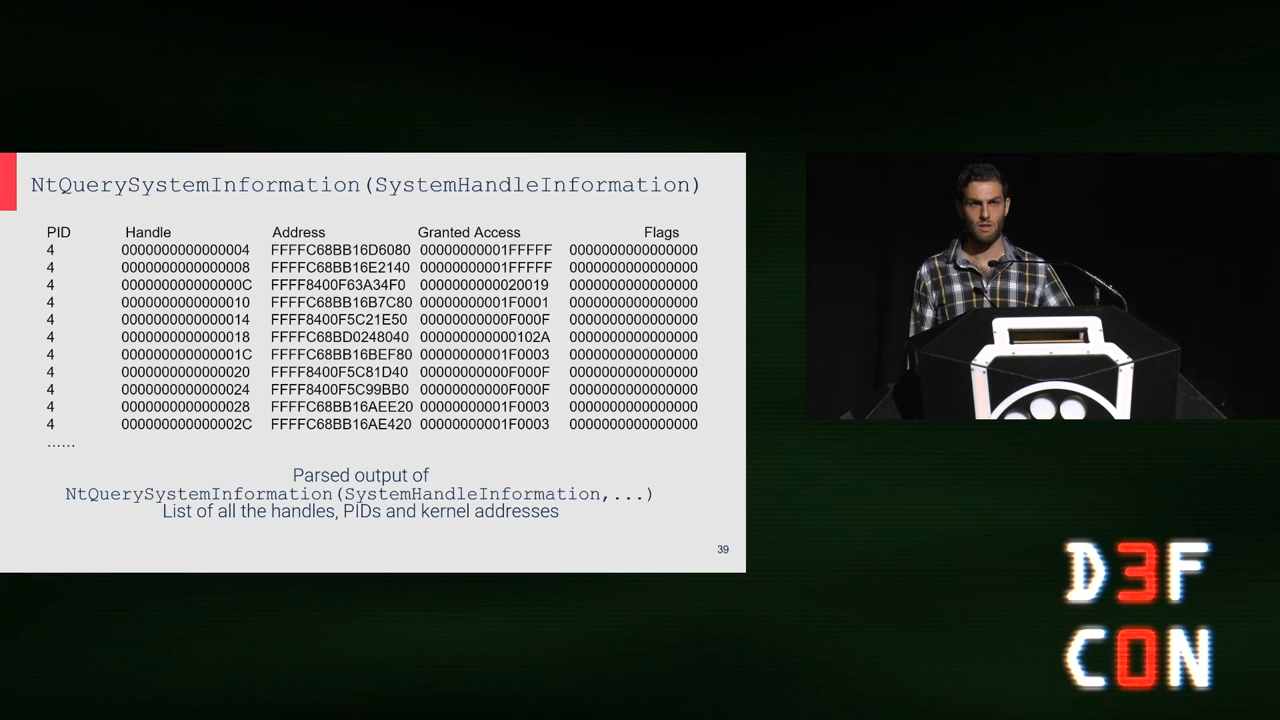 NtQuerySystemInformation(SystemHandleInformation)
PID Handle Address Granted Access Flags
4 0000000000000004 FFFFC68BB16D6080 00000000001FFFFF 0000000000000000
4 0000000000000008 FFFFC68BB16E2140 00000000001FFFFF 0000000000000000
4 000000000000000C FFFF8400F63A34F0 0000000000020019 0000000000000000
4 0000000000000010 FFFFC68BB16B7C80 00000000001F0001 0000000000000000
4 0000000000000014 FFFF8400F5C21E50 00000000000F000F 0000000000000000
4 0000000000000018 FFFFC68BD0248040 000000000000102A 0000000000000000
4 000000000000001C FFFFC68BB16BEF80 00000000001F0003 0000000000000000
4 0000000000000020 FFFF8400F5C81D40 00000000000F000F 0000000000000000
4 0000000000000024 FFFF8400F5C99BB0 00000000000F000F 0000000000000000
4 0000000000000028 FFFFC68BB16AEE20 00000000001F0003 0000000000000000
4 000000000000002C FFFFC68BB16AE420 00000000001F0003 0000000000000000
......
Parsed output of
NtQuerySystemInformation(SystemHandleInformation,...)
List of all the handles, PIDs and kernel addresses
39
D3F
C0N